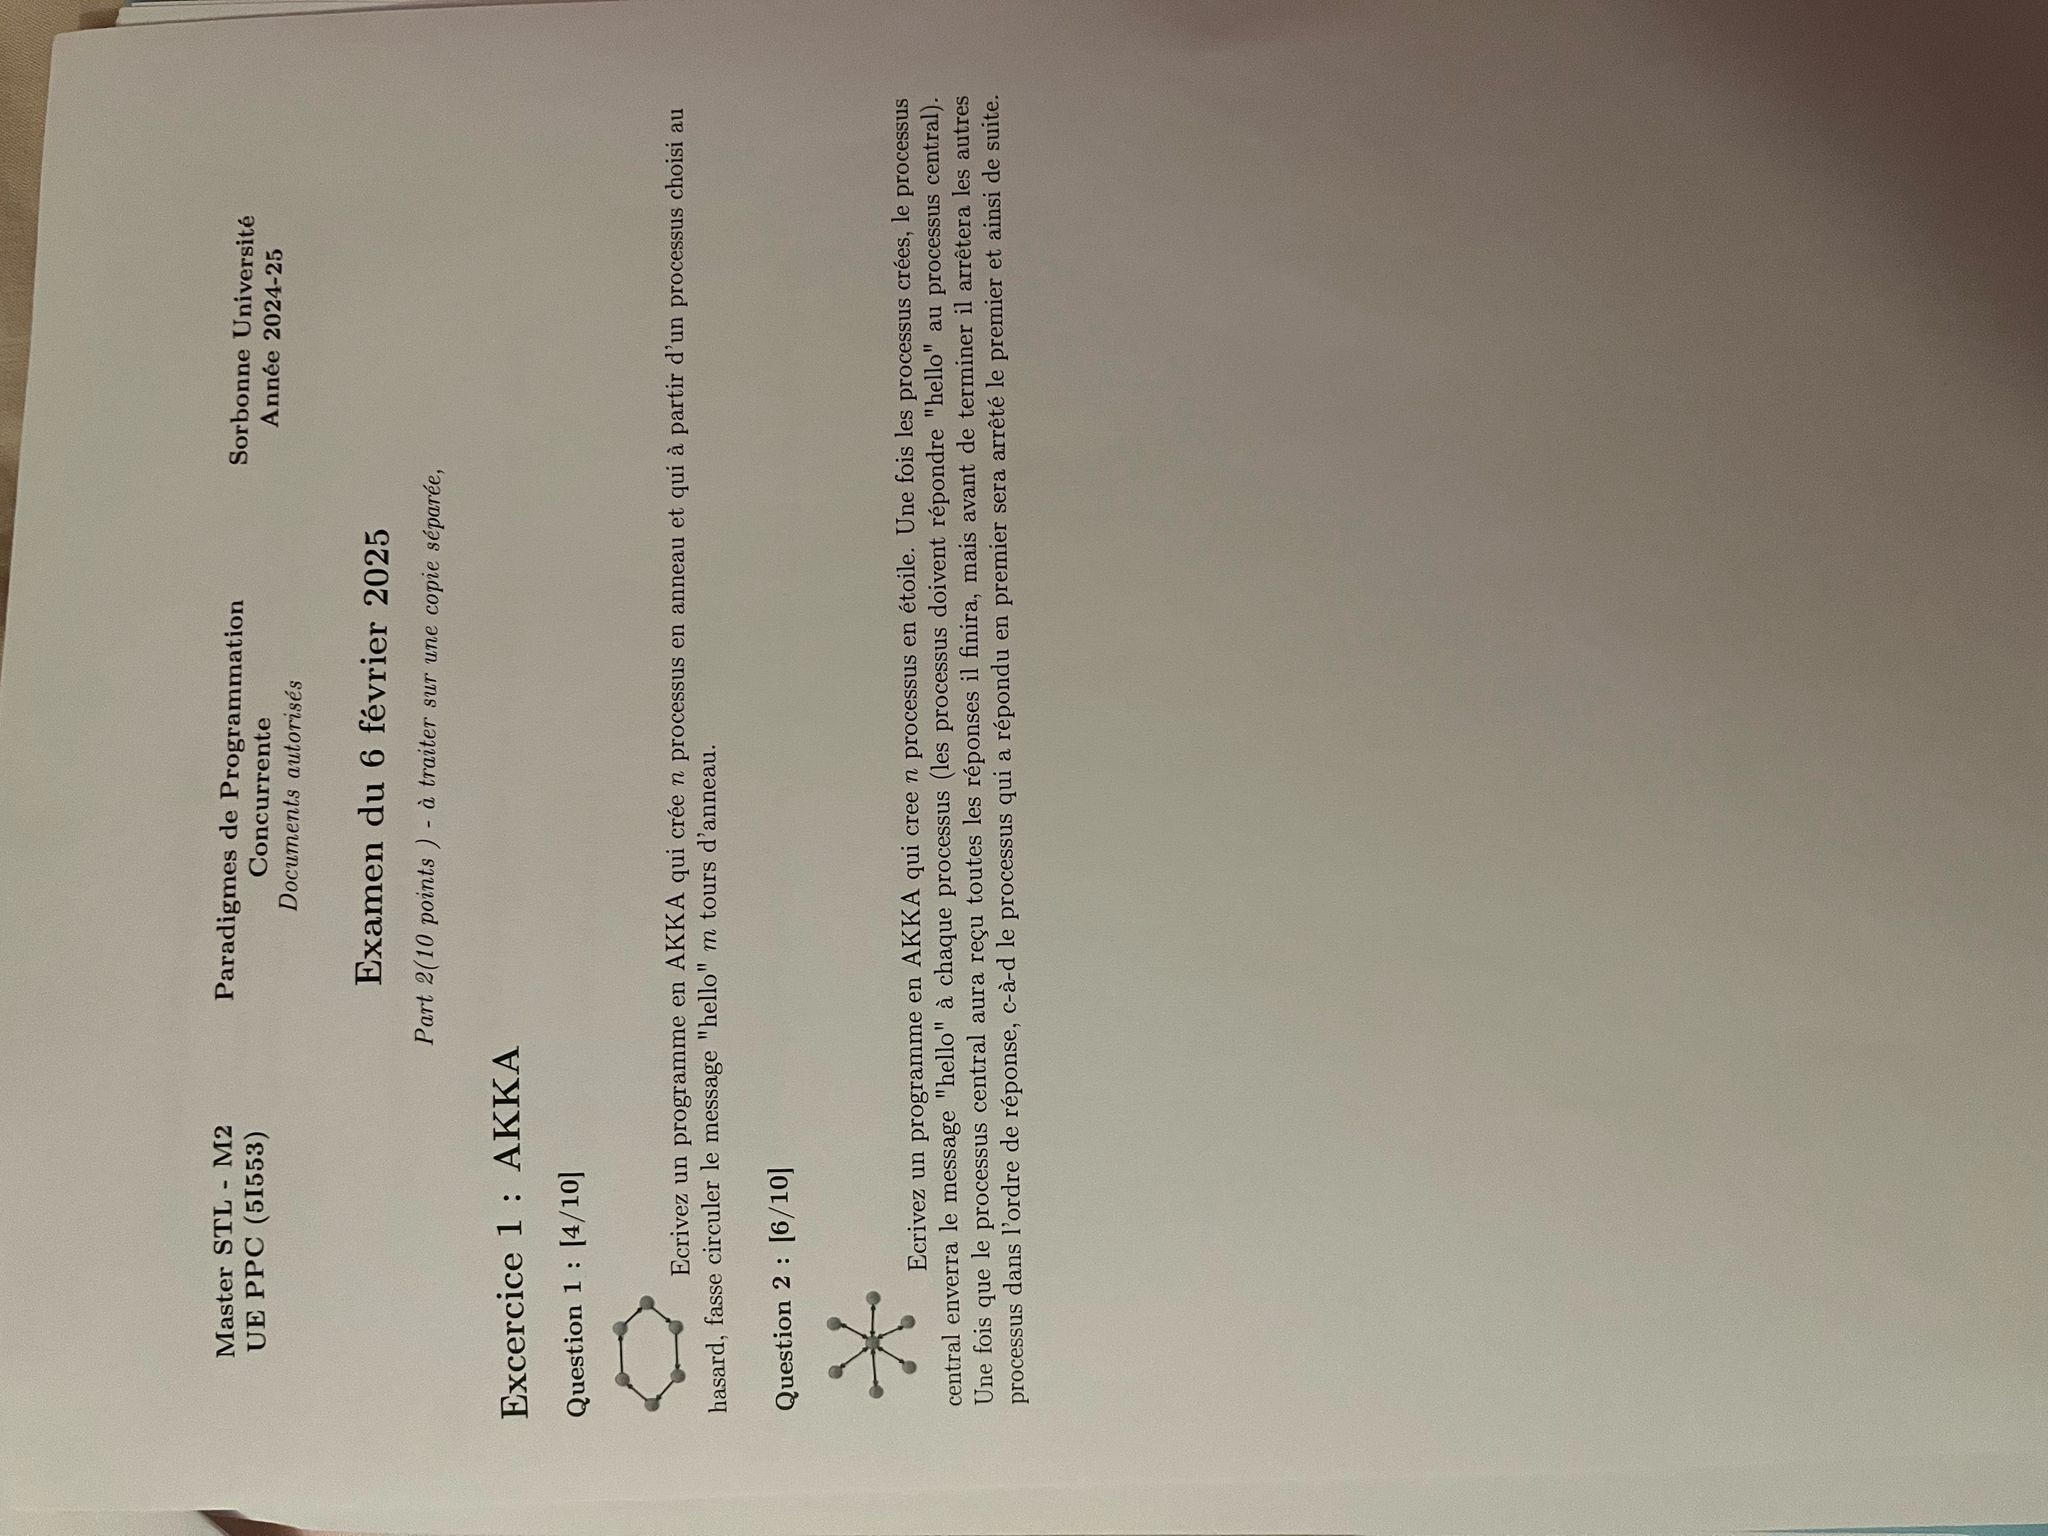 Master STL - M2
UE PPC (5I553)
Paradigmes de Programmation
Concurrente
Documents autorisés
Sorbonne Université
Année 2024-25
Examen du 6 février 2025
Part 2(10 points ) - à traiter sur une copie séparée,
Excercice 1 : AKKA
Question 1 : [4/10]
Ecrivez un programme en AKKA qui crée n processus en anneau et qui à partir d'un processus choisi au
hasard, fasse circuler le message "hello" m tours d'anneau.
Question 2 : [6/10]
Ecrivez un programme en AKKA qui cree n processus en étoile. Une fois les processus crées, le processus
central enverra le message "hello" à chaque processus (les processus doivent répondre "hello" au processus central).
Une fois que le processus central aura reçu toutes les réponses il finira, mais avant de terminer il arrêtera les autres
processus dans l'ordre de réponse, c-à-d le processus qui a répondu en premier sera arrêté le premier et ainsi de suite.